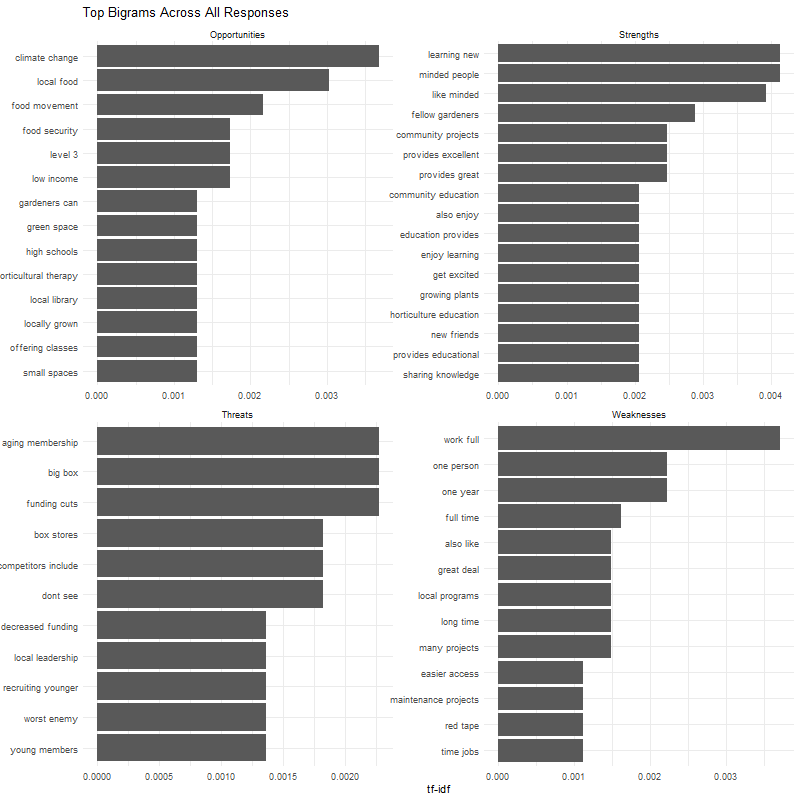 Top Bigrams Across All Responses
Opportunities
climate change
local food
food movement
food security
level 3
low income
gardeners can
green space
high schools
orticultural therapy
local library
locally grown
offering classes
small spaces
0.000 0.001 0.002 0.003
Strengths
learning new
minded people
like minded
fellow gardeners
community projects
provides excellent
provides great
community education
also enjoy
education provides
enjoy learning
get excited
growing plants
horticulture education
new friends
provides educational
sharing knowledge
0.000 0.001 0.002 0.003 0.004
Threats
aging membership
big box
funding cuts
box stores
competitors include
dont see
decreased funding
local leadership
recruiting younger
worst enemy
young members
0.0000 0.0005 0.0010 0.0015 0.0020
Weaknesses
work full
one person
one year
full time
also like
great deal
local programs
long time
many projects
easier access
maintenance projects
red tape
time jobs
0.000 0.001 0.002 0.003
tf-idf